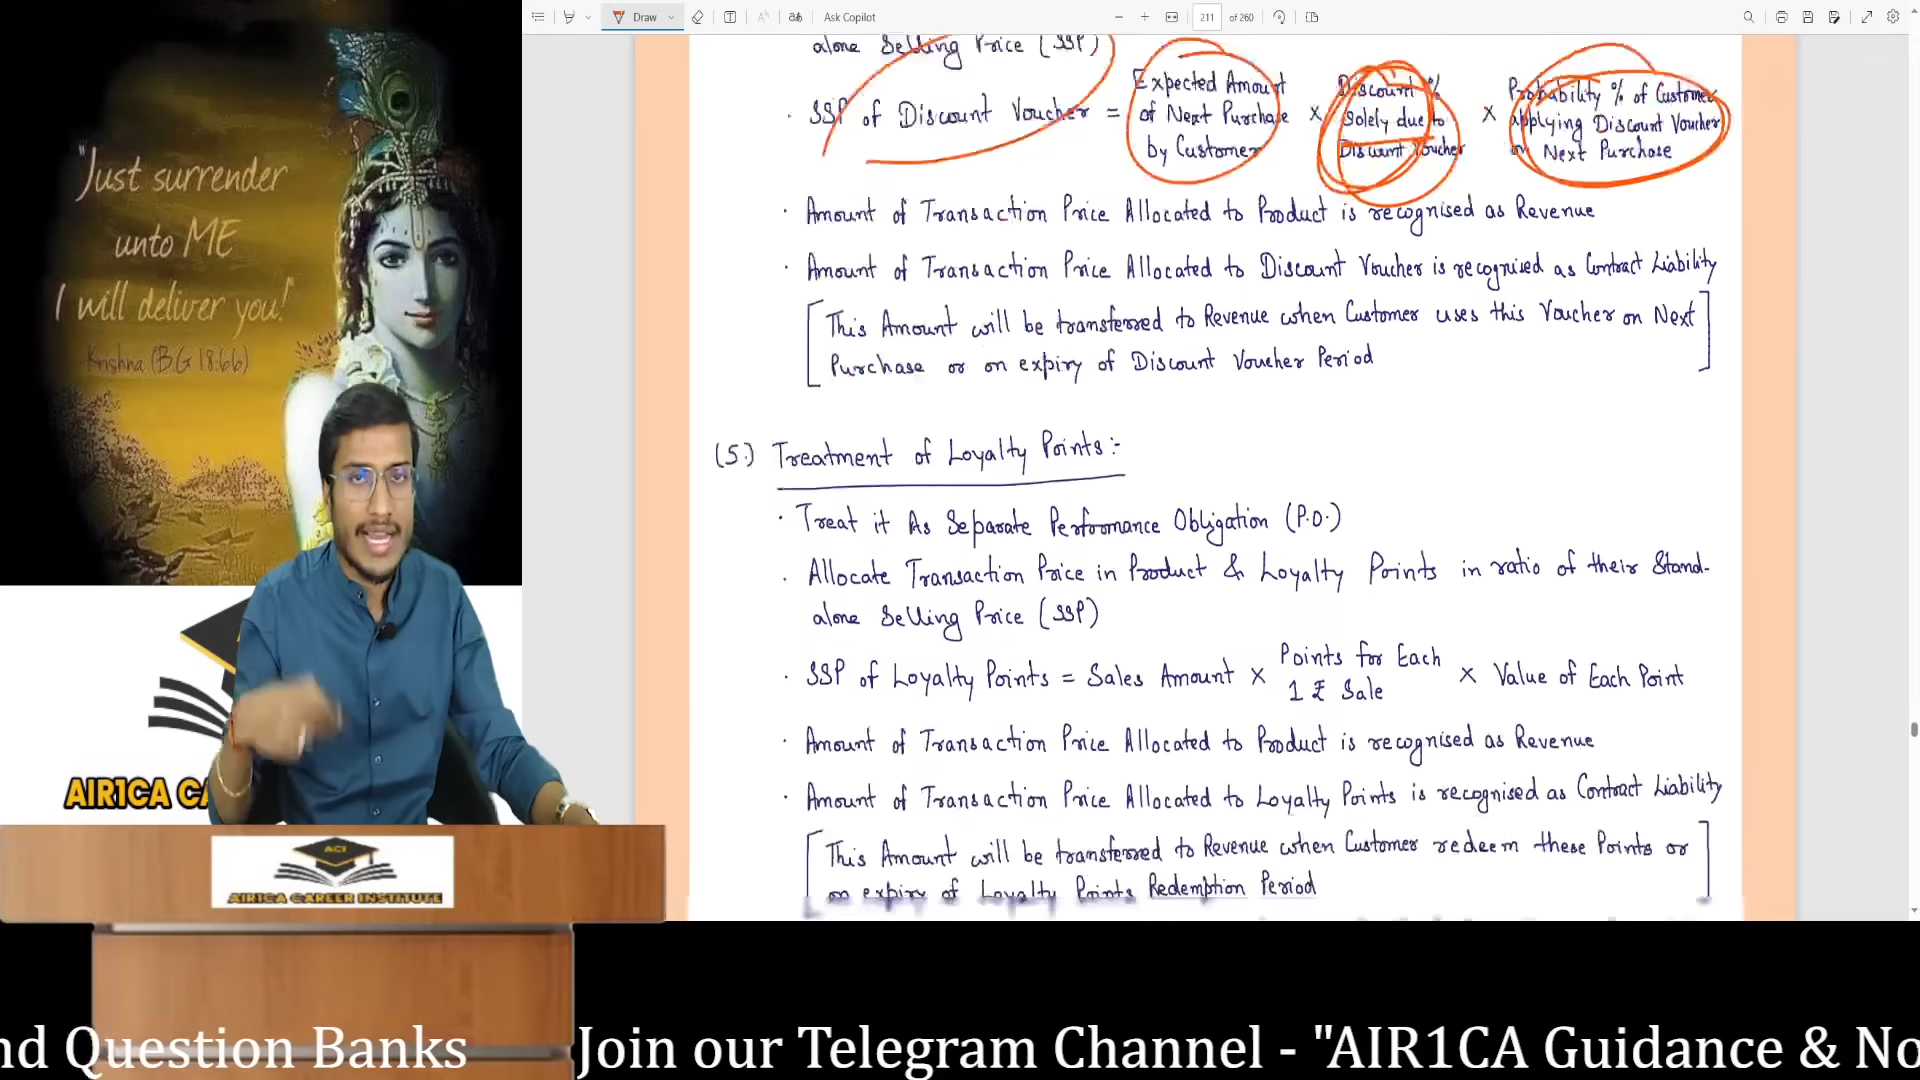 Draw
Ask Copilot
211
of 260
alone Selling Price (SSP)
"Just surrender
unto ME
I will deliver you!"
- Krishna (B.G 18.66)
· SSP of Discount Voucher = Expected Amount of Next Purchase by Customer × Discount % Solely due to Discount Voucher × Probability % of Customer applying Discount Voucher on Next Purchase
· Amount of Transaction Price Allocated to Product is recognised as Revenue
· Amount of Transaction Price Allocated to Discount Voucher is recognised as Contract Liability
[This Amount will be transferred to Revenue when Customer uses this Voucher on Next
Purchase or on expiry of Discount Voucher Period]
(5.) Treatment of Loyalty Points :-
· Treat it As Separate Performance Obligation (P.O.)
· Allocate Transaction Price in Product & Loyalty Points in ratio of their Stand-
alone Selling Price (SSP)
· SSP of Loyalty Points = Sales Amount × Points for Each 1 ₹ Sale × Value of Each Point
· Amount of Transaction Price Allocated to Product is recognised as Revenue
· Amount of Transaction Price Allocated to Loyalty Points is recognised as Contract Liability
[This Amount will be transferred to Revenue when Customer redeem these Points or
on expiry of Loyalty Points Redemption Period]
AIR1CA CA
ACI
AIR1CA CAREER INSTITUTE
nd Question Banks
Join our Telegram Channel - "AIR1CA Guidance & No